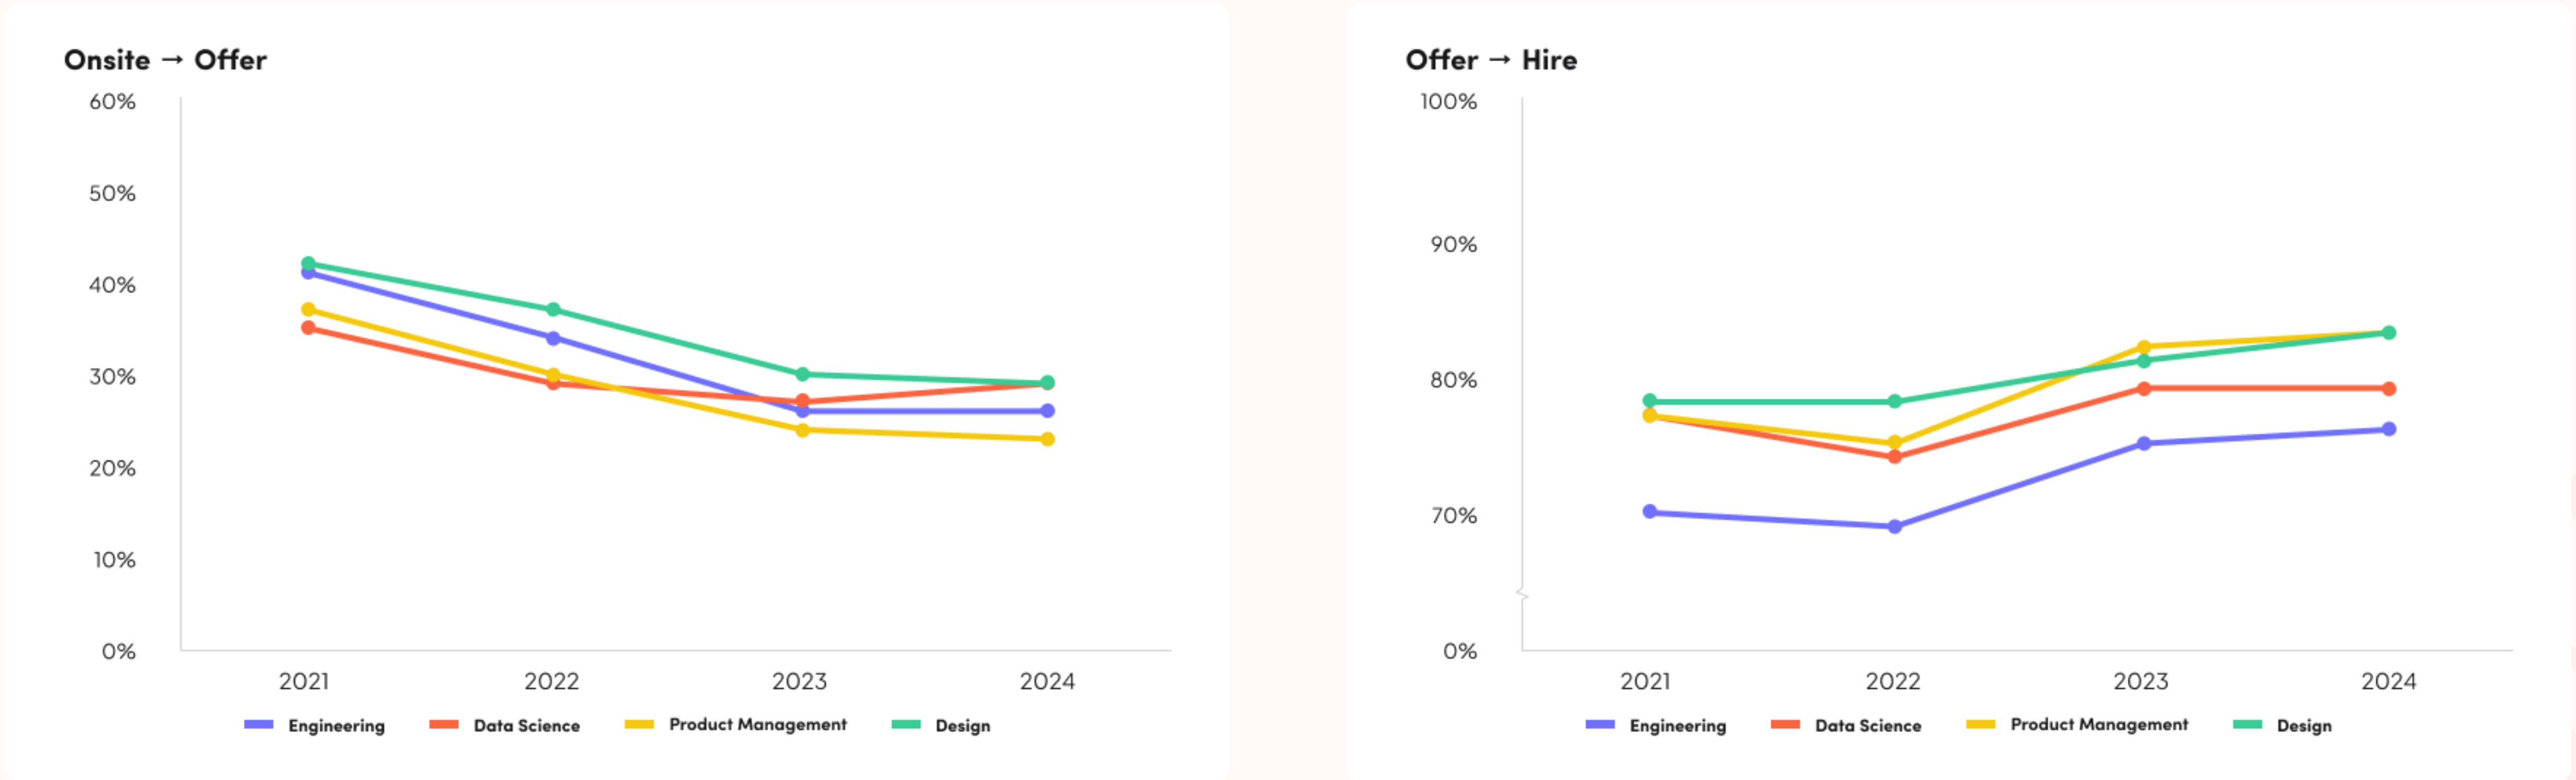 Onsite → Offer
60%
50%
40%
30%
20%
10%
0%
2021 2022 2023 2024
Engineering Data Science Product Management Design
Offer → Hire
100%
90%
80%
70%
0%
2021 2022 2023 2024
Engineering Data Science Product Management Design